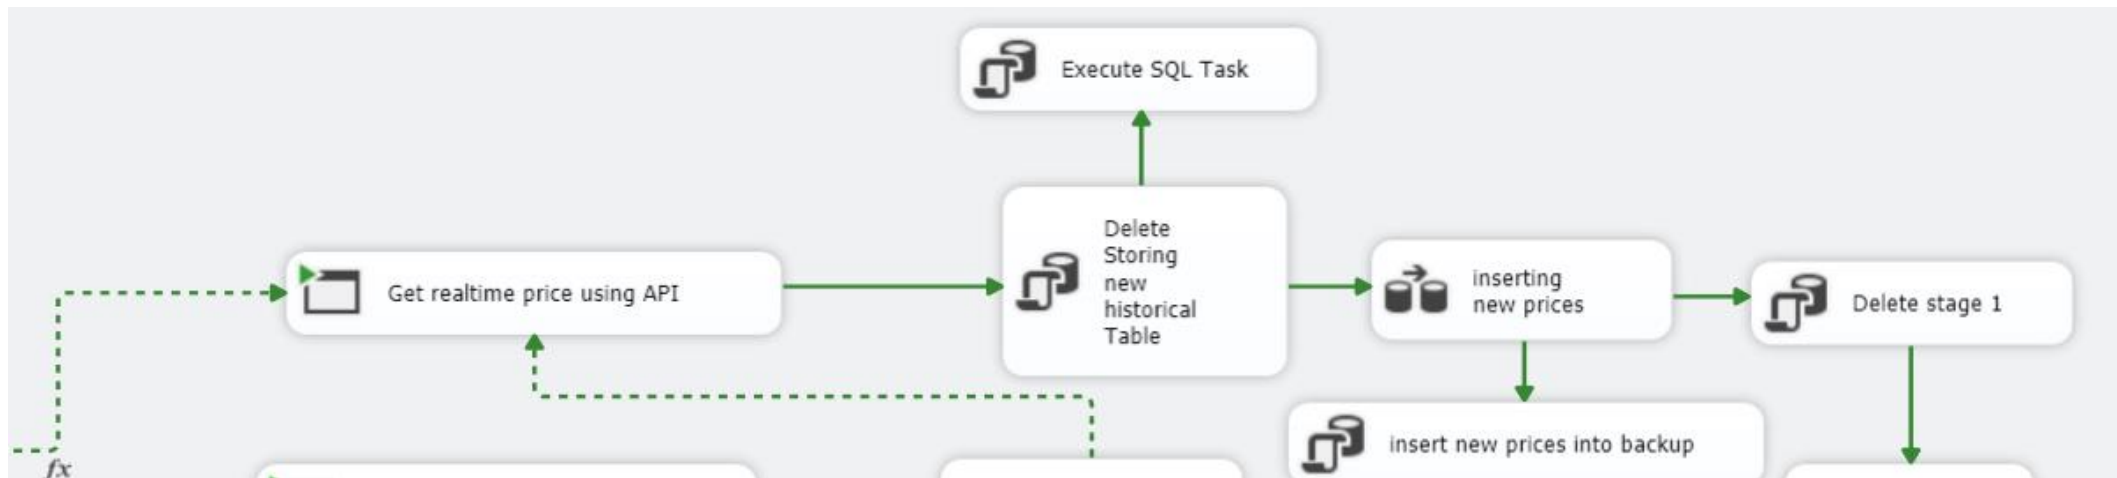 Execute SQL Task
Delete
Storing
new
historical
Table
Get realtime price using API
inserting
new prices
Delete stage 1
insert new prices into backup
fx